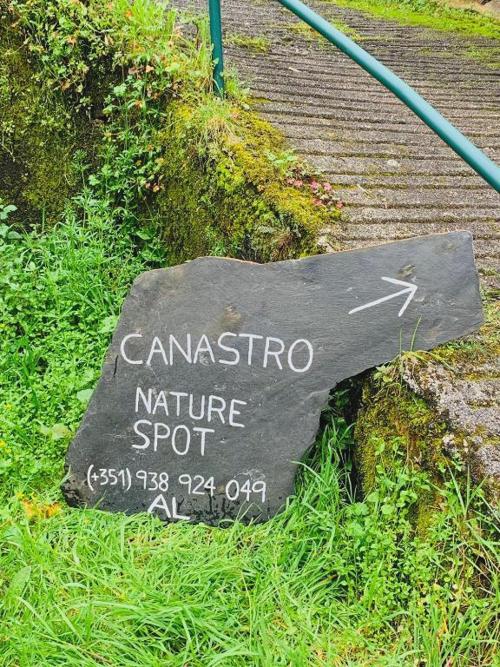 CANASTRO
NATURE
SPOT
(+351) 938 924 049
AL